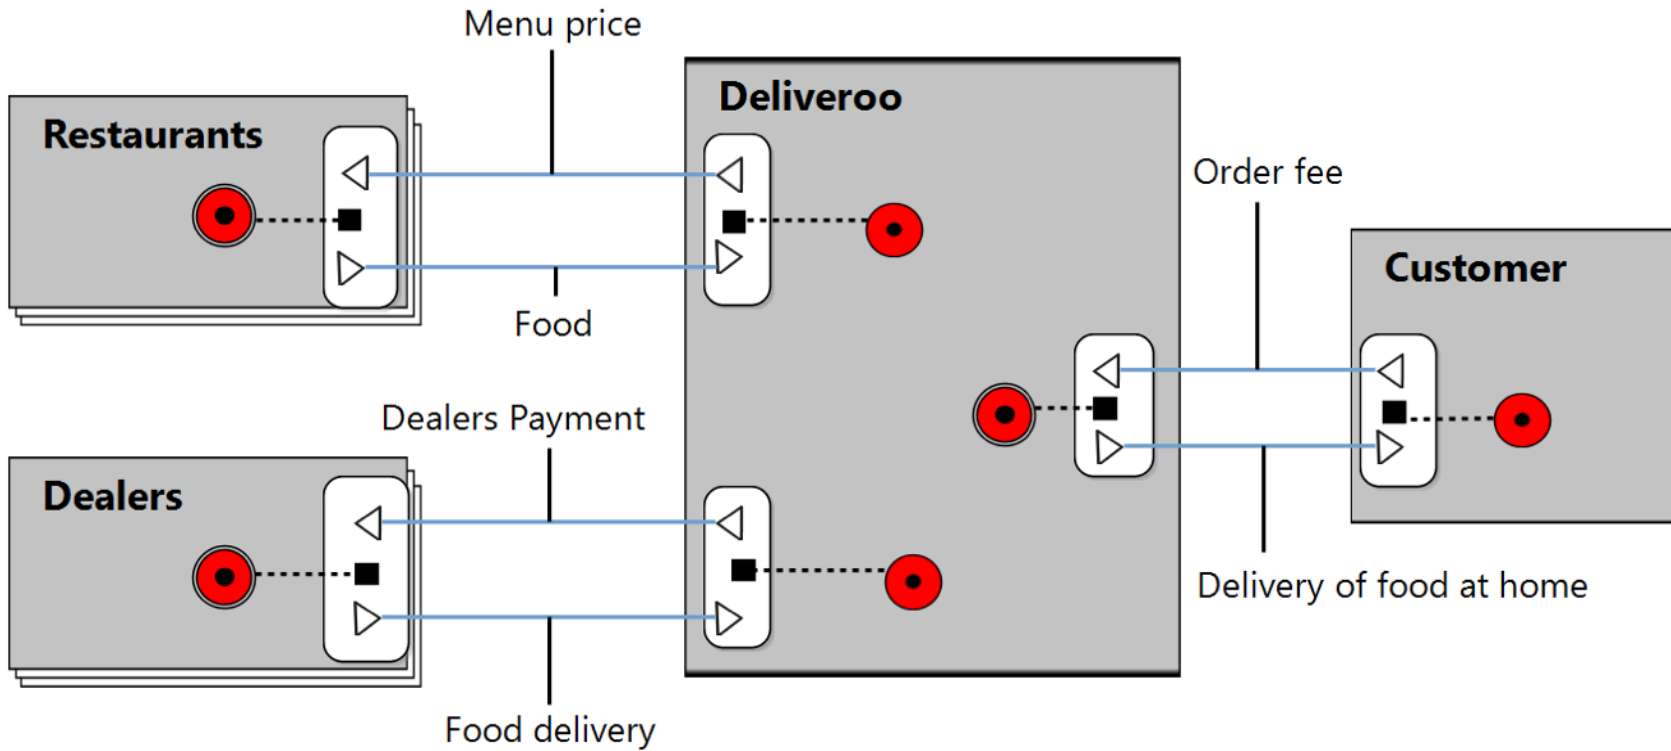 Menu price
Deliveroo
Restaurants
Order fee
Customer
Food
Dealers Payment
Dealers
Delivery of food at home
Food delivery